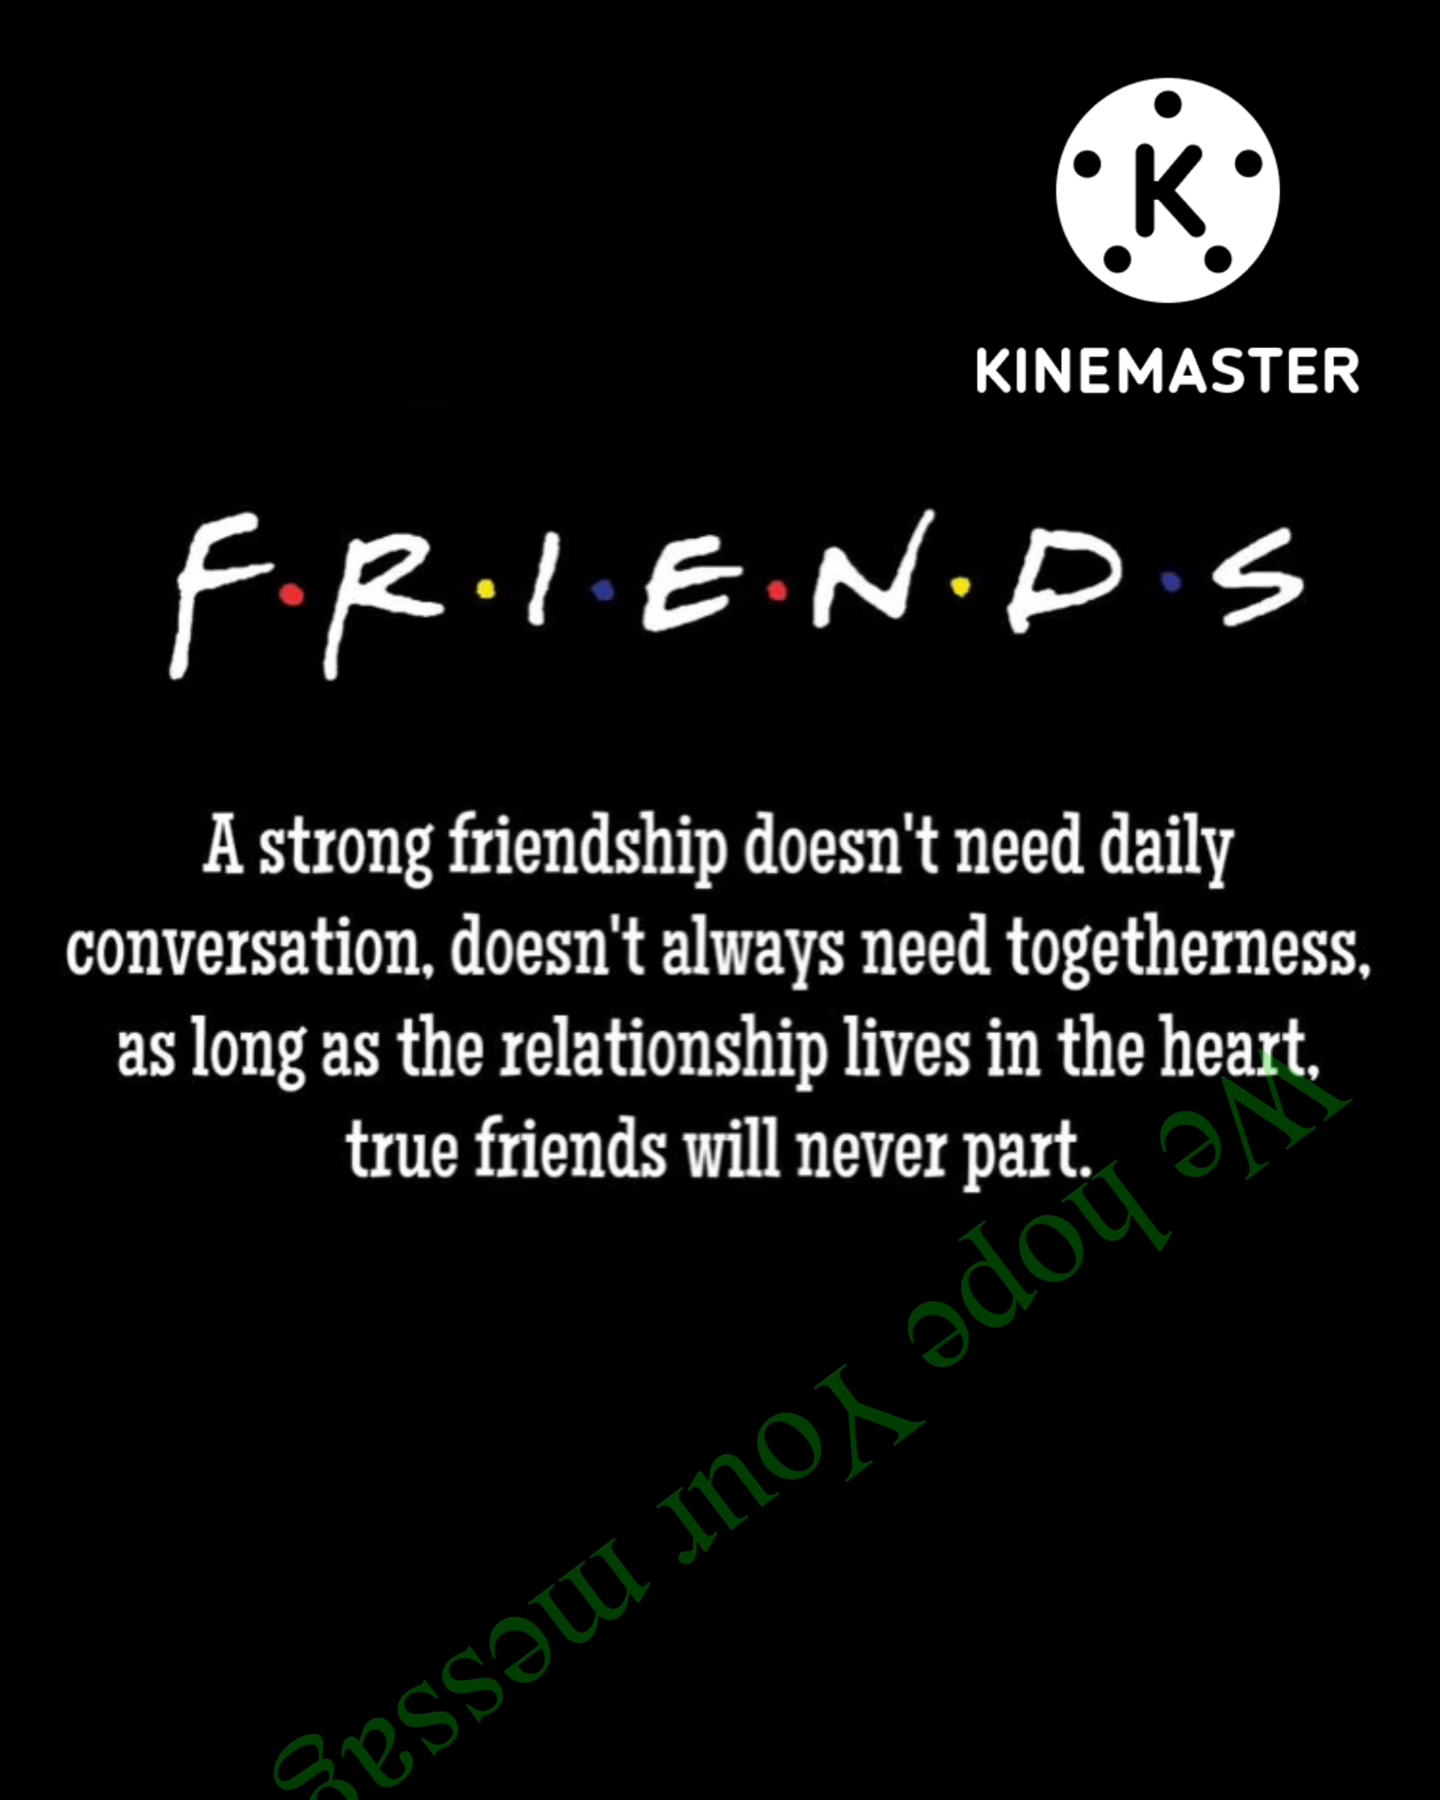 KINEMASTER
F·R·I·E·N·D·S
A strong friendship doesn't need daily
conversation, doesn't always need togetherness,
as long as the relationship lives in the heart,
true friends will never part.
We hope Your messag